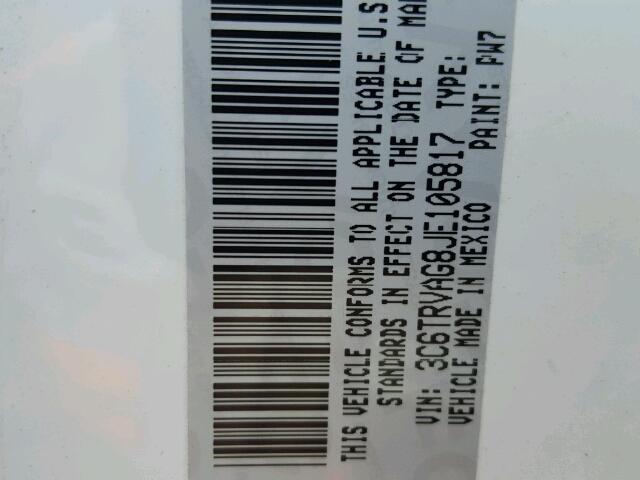 THIS VEHICLE CONFORMS TO ALL APPLICABLE U.S
STANDARDS IN EFFECT ON THE DATE OF MAN
VIN: 3C6TRVAG8JE105817 TYPE:
VEHICLE MADE IN MEXICO PAINT: PW7